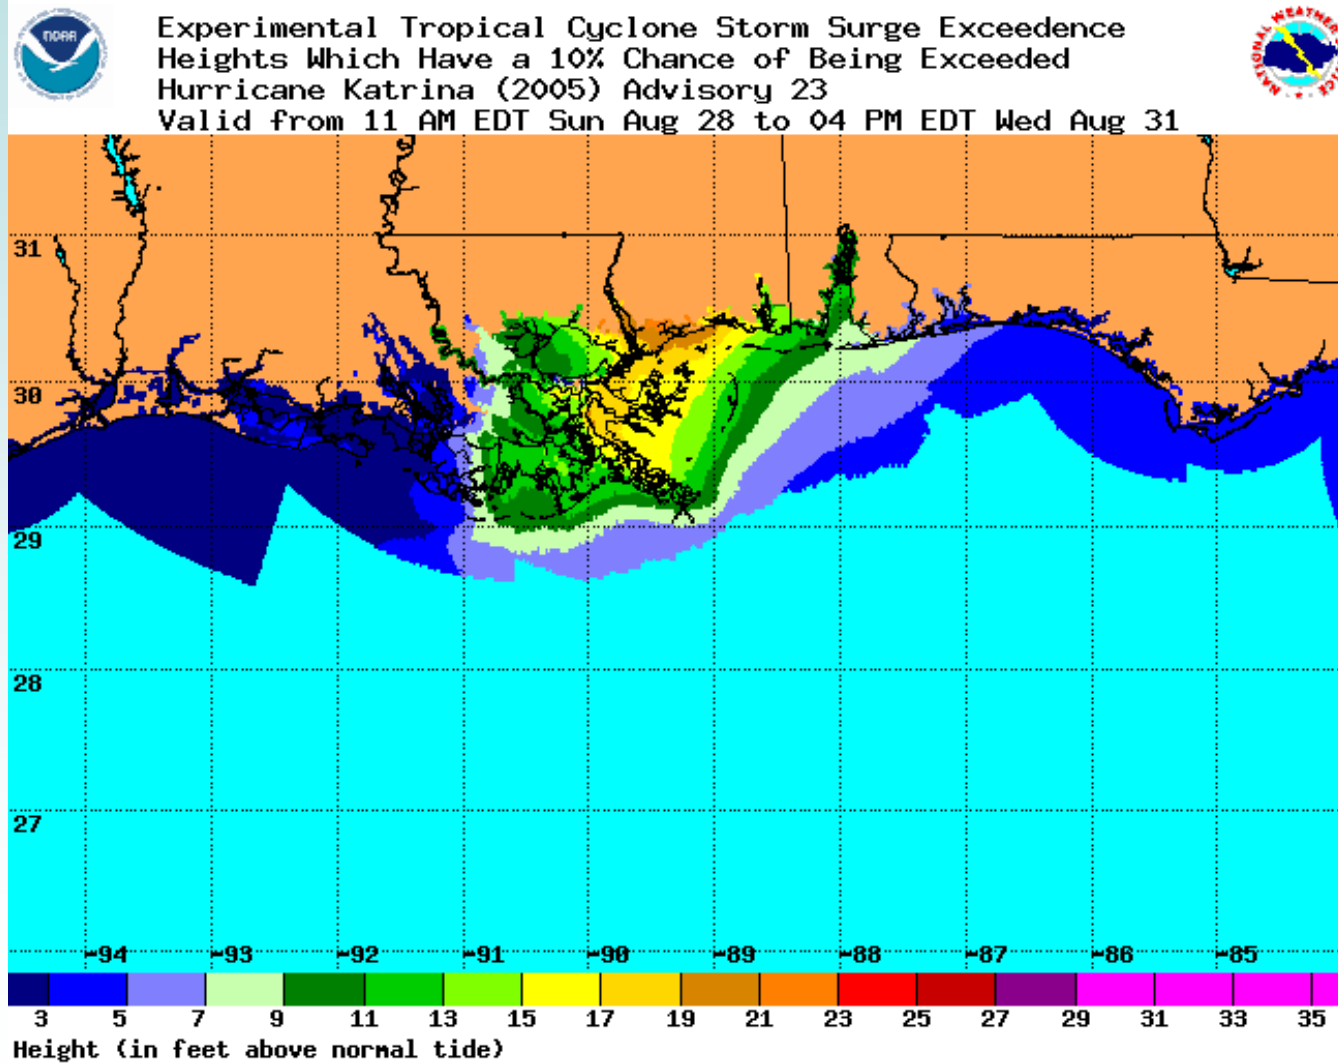 NOAA
NATIONAL WEATHER
Experimental Tropical Cyclone Storm Surge Exceedence
Heights Which Have a 10% Chance of Being Exceeded
Hurricane Katrina (2005) Advisory 23
Valid from 11 AM EDT Sun Aug 28 to 04 PM EDT Wed Aug 31
31
30
29
28
27
-94 -93 -92 -91 -90 -89 -88 -87 -86 -85
3 5 7 9 11 13 15 17 19 21 23 25 27 29 31 33 35
Height (in feet above normal tide)